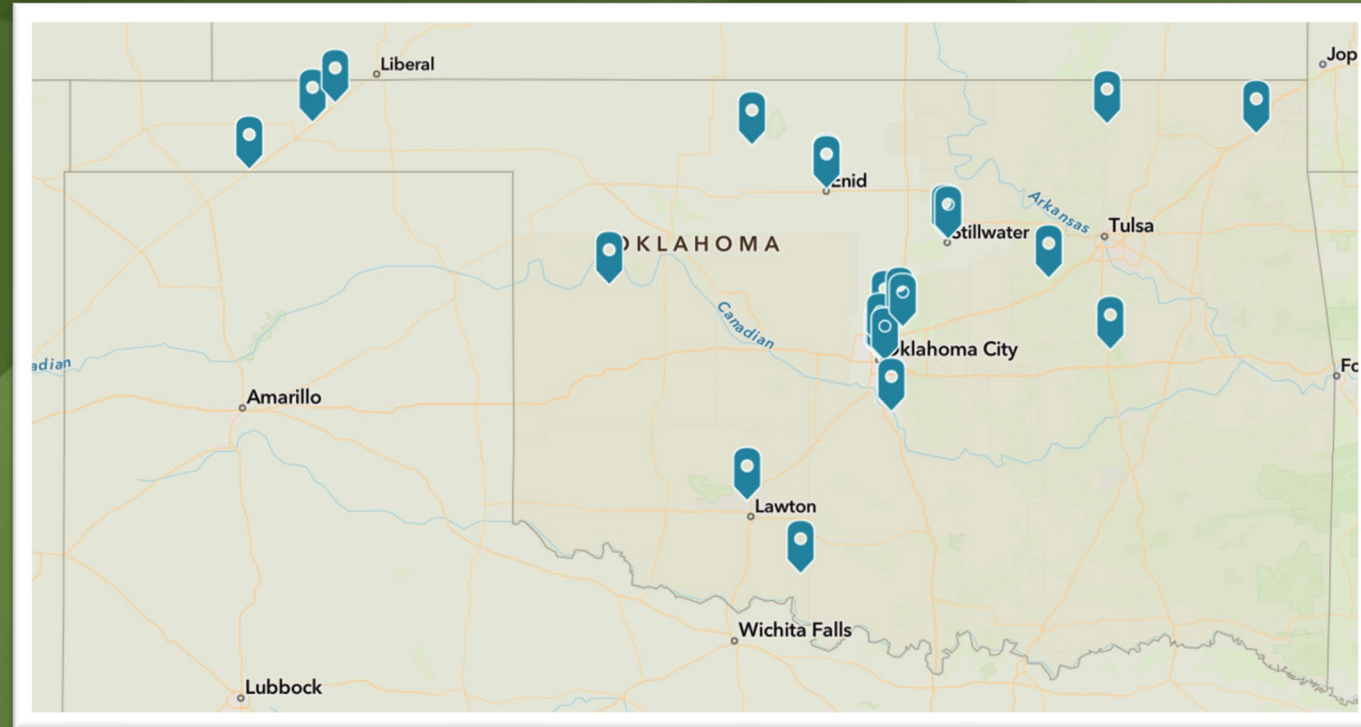 Liberal
Jop
Enid
Arkansas
Stillwater
Tulsa
OKLAHOMA
Canadian
Oklahoma City
adian
Fo
Amarillo
Lawton
Wichita Falls
Lubbock